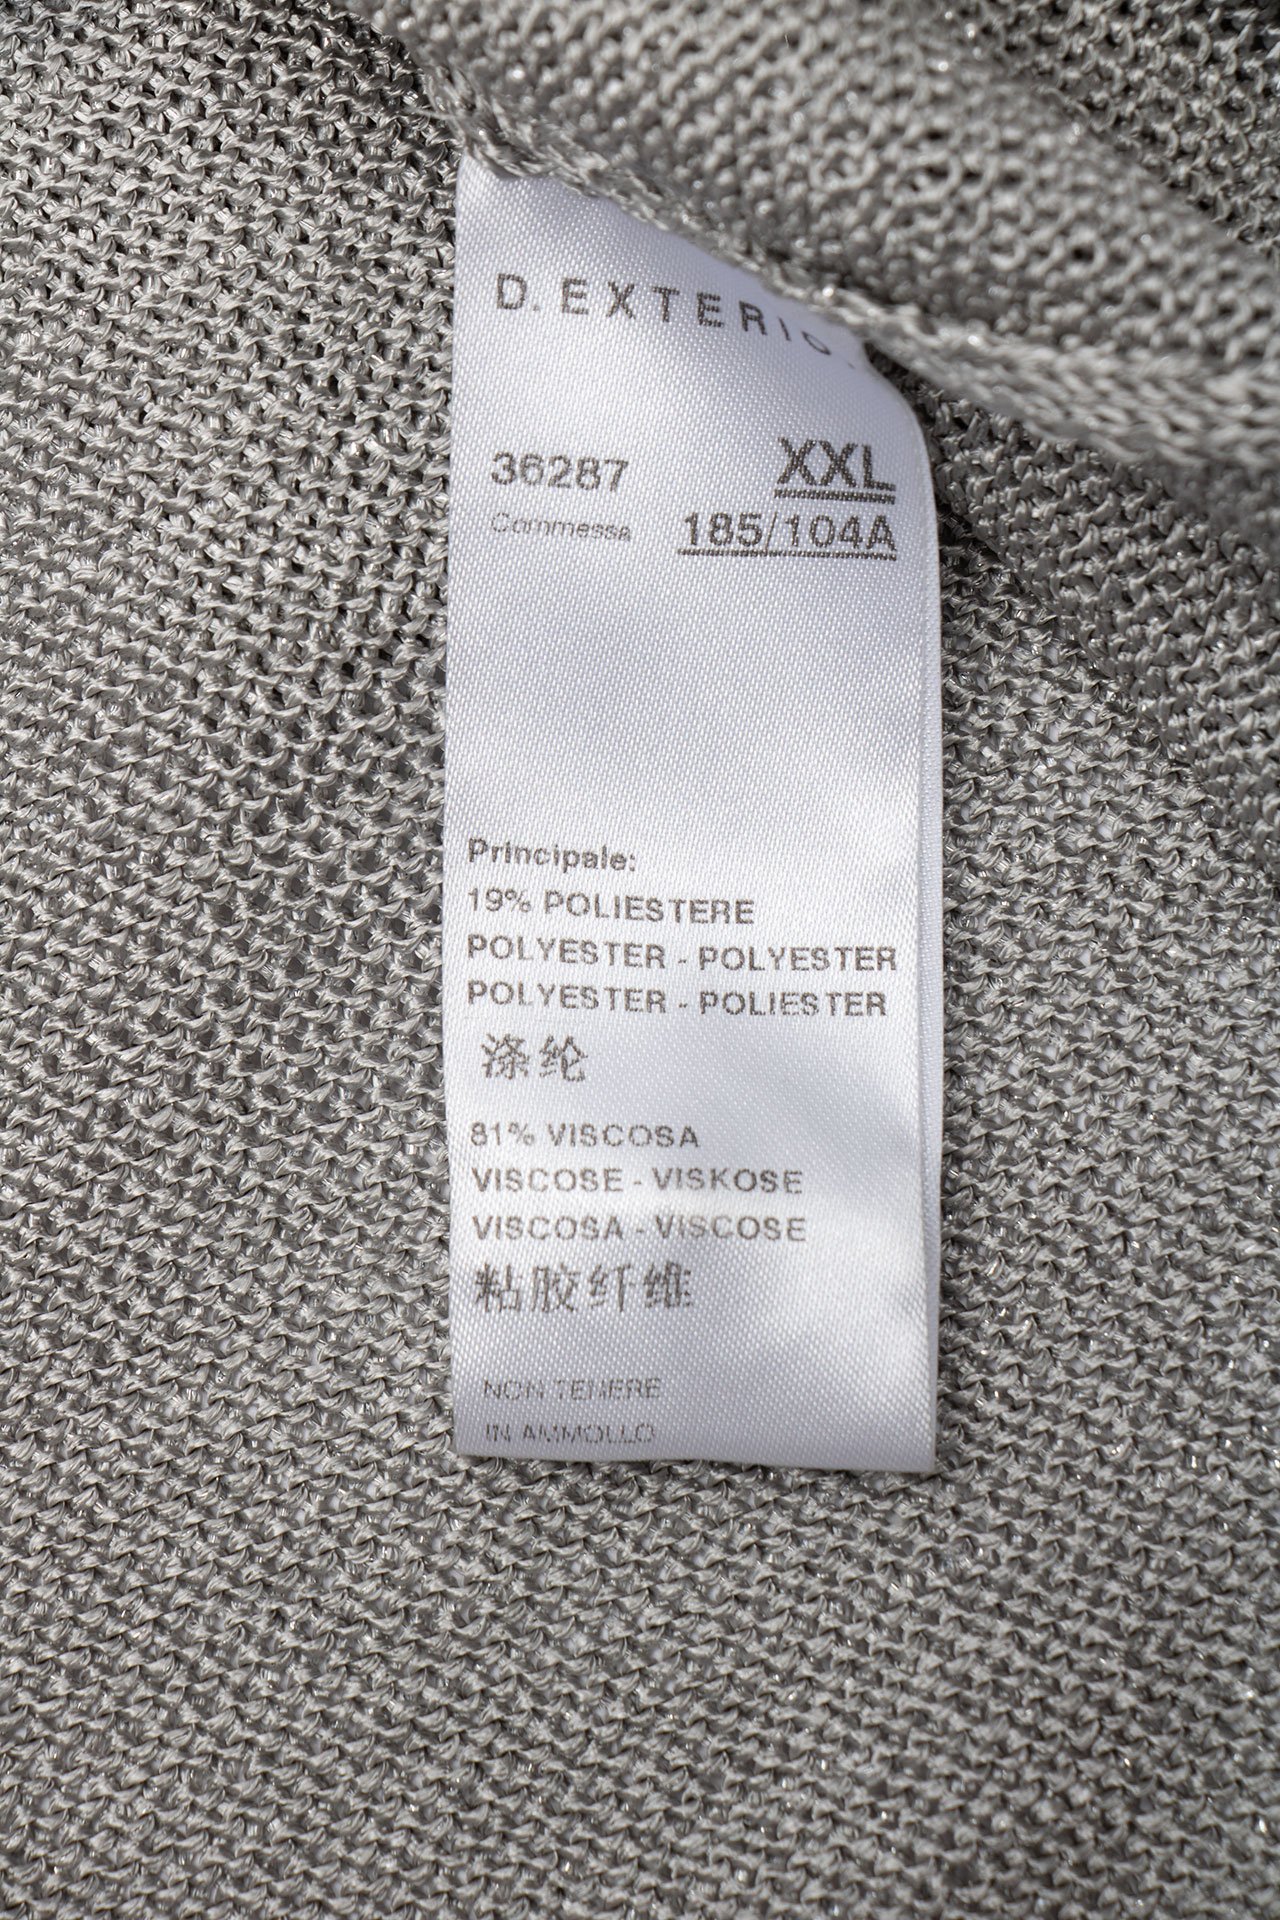 D. EXTERIO
36287 XXL
Commessa 185/104A
Principale:
19% POLIESTERE
POLYESTER - POLYESTER
POLYESTER - POLIESTER
涤纶
81% VISCOSA
VISCOSE - VISKOSE
VISCOSA - VISCOSE
粘胶纤维
NON TENERE
IN AMMOLLO